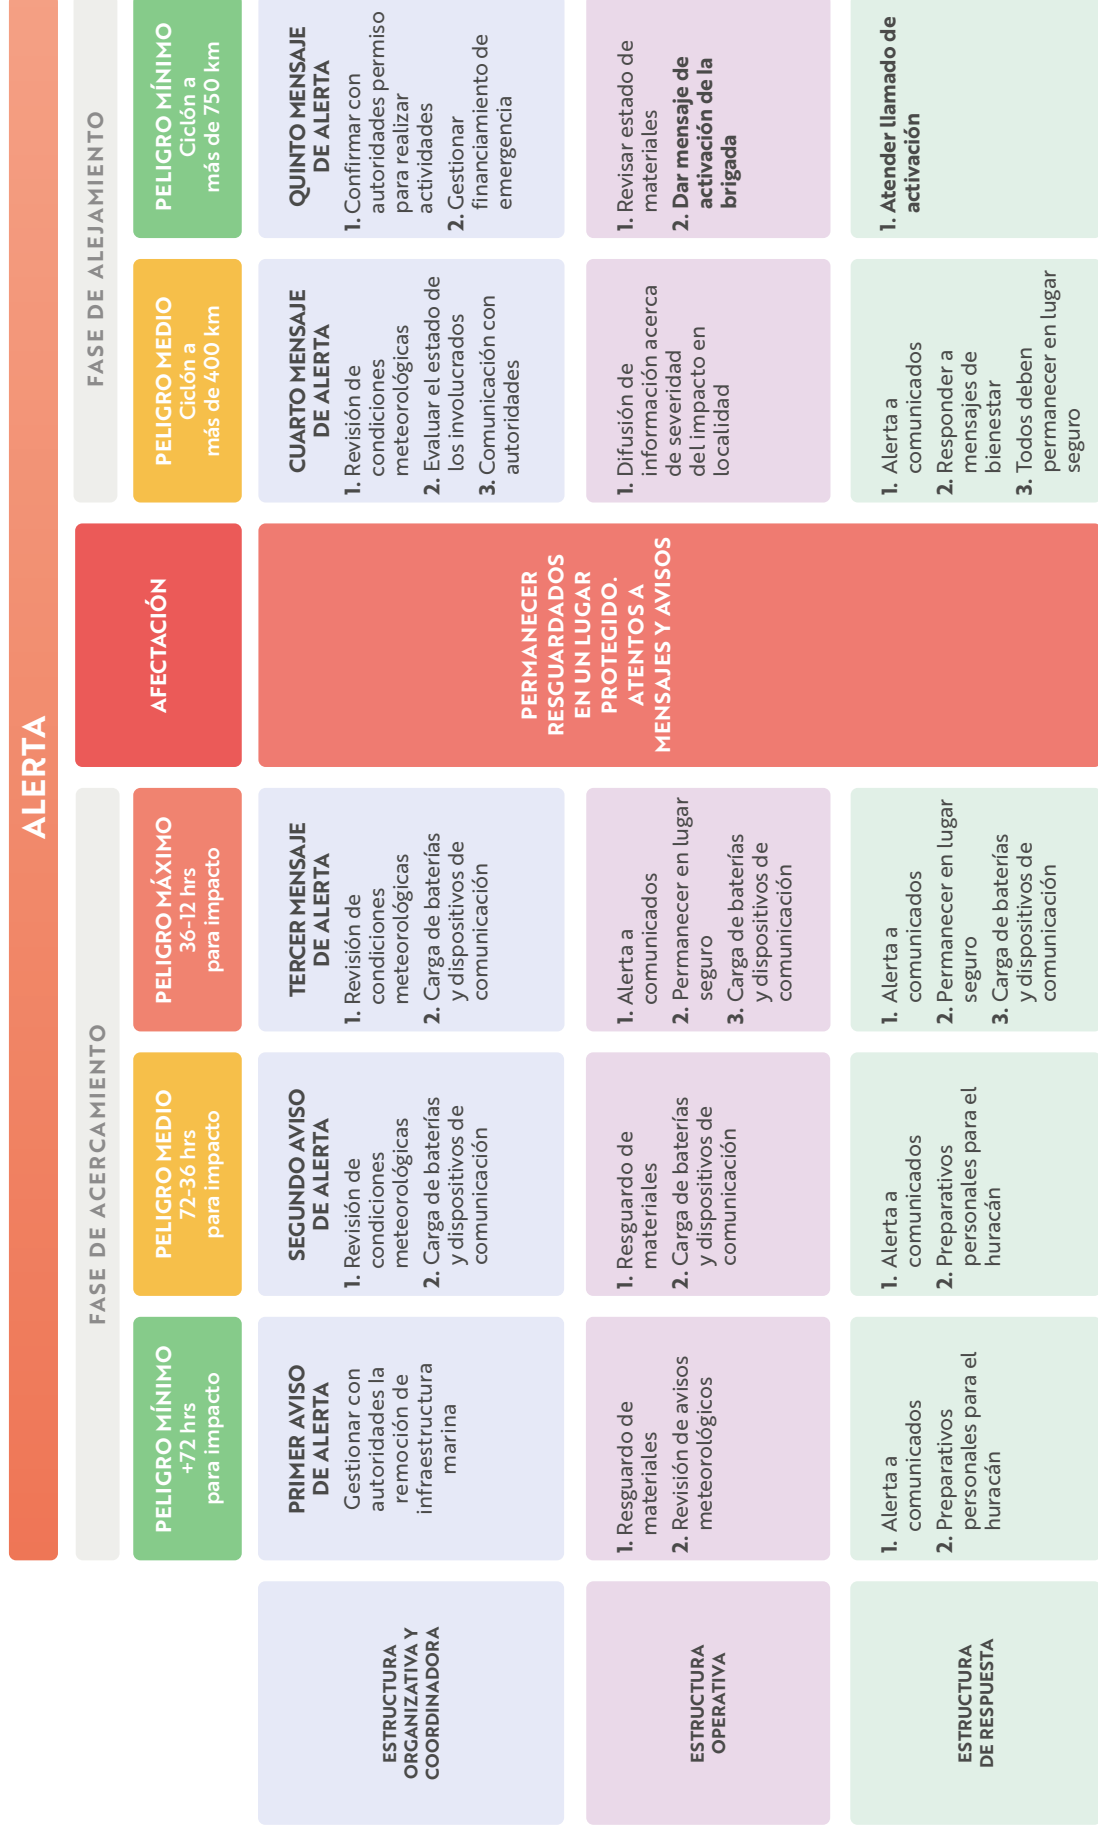 ALERTA
FASE DE ACERCAMIENTO
FASE DE ALEJAMIENTO
PELIGRO MÍNIMO
+72 hrs
para impacto
PELIGRO MEDIO
72-36 hrs
para impacto
PELIGRO MÁXIMO
36-12 hrs
para impacto
AFECTACIÓN
PELIGRO MEDIO
Ciclón a
más de 400 km
PELIGRO MÍNIMO
Ciclón a
más de 750 km
ESTRUCTURA
ORGANIZATIVA Y
COORDINADORA
PRIMER AVISO
DE ALERTA
Gestionar con
autoridades la
remoción de
infraestructura
marina
SEGUNDO AVISO
DE ALERTA
1. Revisión de
condiciones
meteorológicas
2. Carga de baterías
y dispositivos de
comunicación
TERCER MENSAJE
DE ALERTA
1. Revisión de
condiciones
meteorológicas
2. Carga de baterías
y dispositivos de
comunicación
PERMANECER
RESGUARDADOS
EN UN LUGAR
PROTEGIDO.
ATENTOS A
MENSAJES Y AVISOS
CUARTO MENSAJE
DE ALERTA
1. Revisión de
condiciones
meteorológicas
2. Evaluar el estado de
los involucrados
3. Comunicación con
autoridades
QUINTO MENSAJE
DE ALERTA
1. Confirmar con
autoridades permiso
para realizar
actividades
2. Gestionar
financiamiento de
emergencia
ESTRUCTURA
OPERATIVA
1. Resguardo de
materiales
2. Revisión de avisos
meteorológicos
1. Resguardo de
materiales
2. Carga de baterías
y dispositivos de
comunicación
1. Alerta a
comunicados
2. Permanecer en lugar
seguro
3. Carga de baterías
y dispositivos de
comunicación
1. Difusión de
información acerca
de severidad
del impacto en
localidad
1. Revisar estado de
materiales
2. Dar mensaje de
activación de la
brigada
ESTRUCTURA
DE RESPUESTA
1. Alerta a
comunicados
2. Preparativos
personales para el
huracán
1. Alerta a
comunicados
2. Preparativos
personales para el
huracán
1. Alerta a
comunicados
2. Permanecer en lugar
seguro
3. Carga de baterías
y dispositivos de
comunicación
1. Alerta a
comunicados
2. Responder a
mensajes de
bienestar
3. Todos deben
permanecer en lugar
seguro
1. Atender llamado de
activación